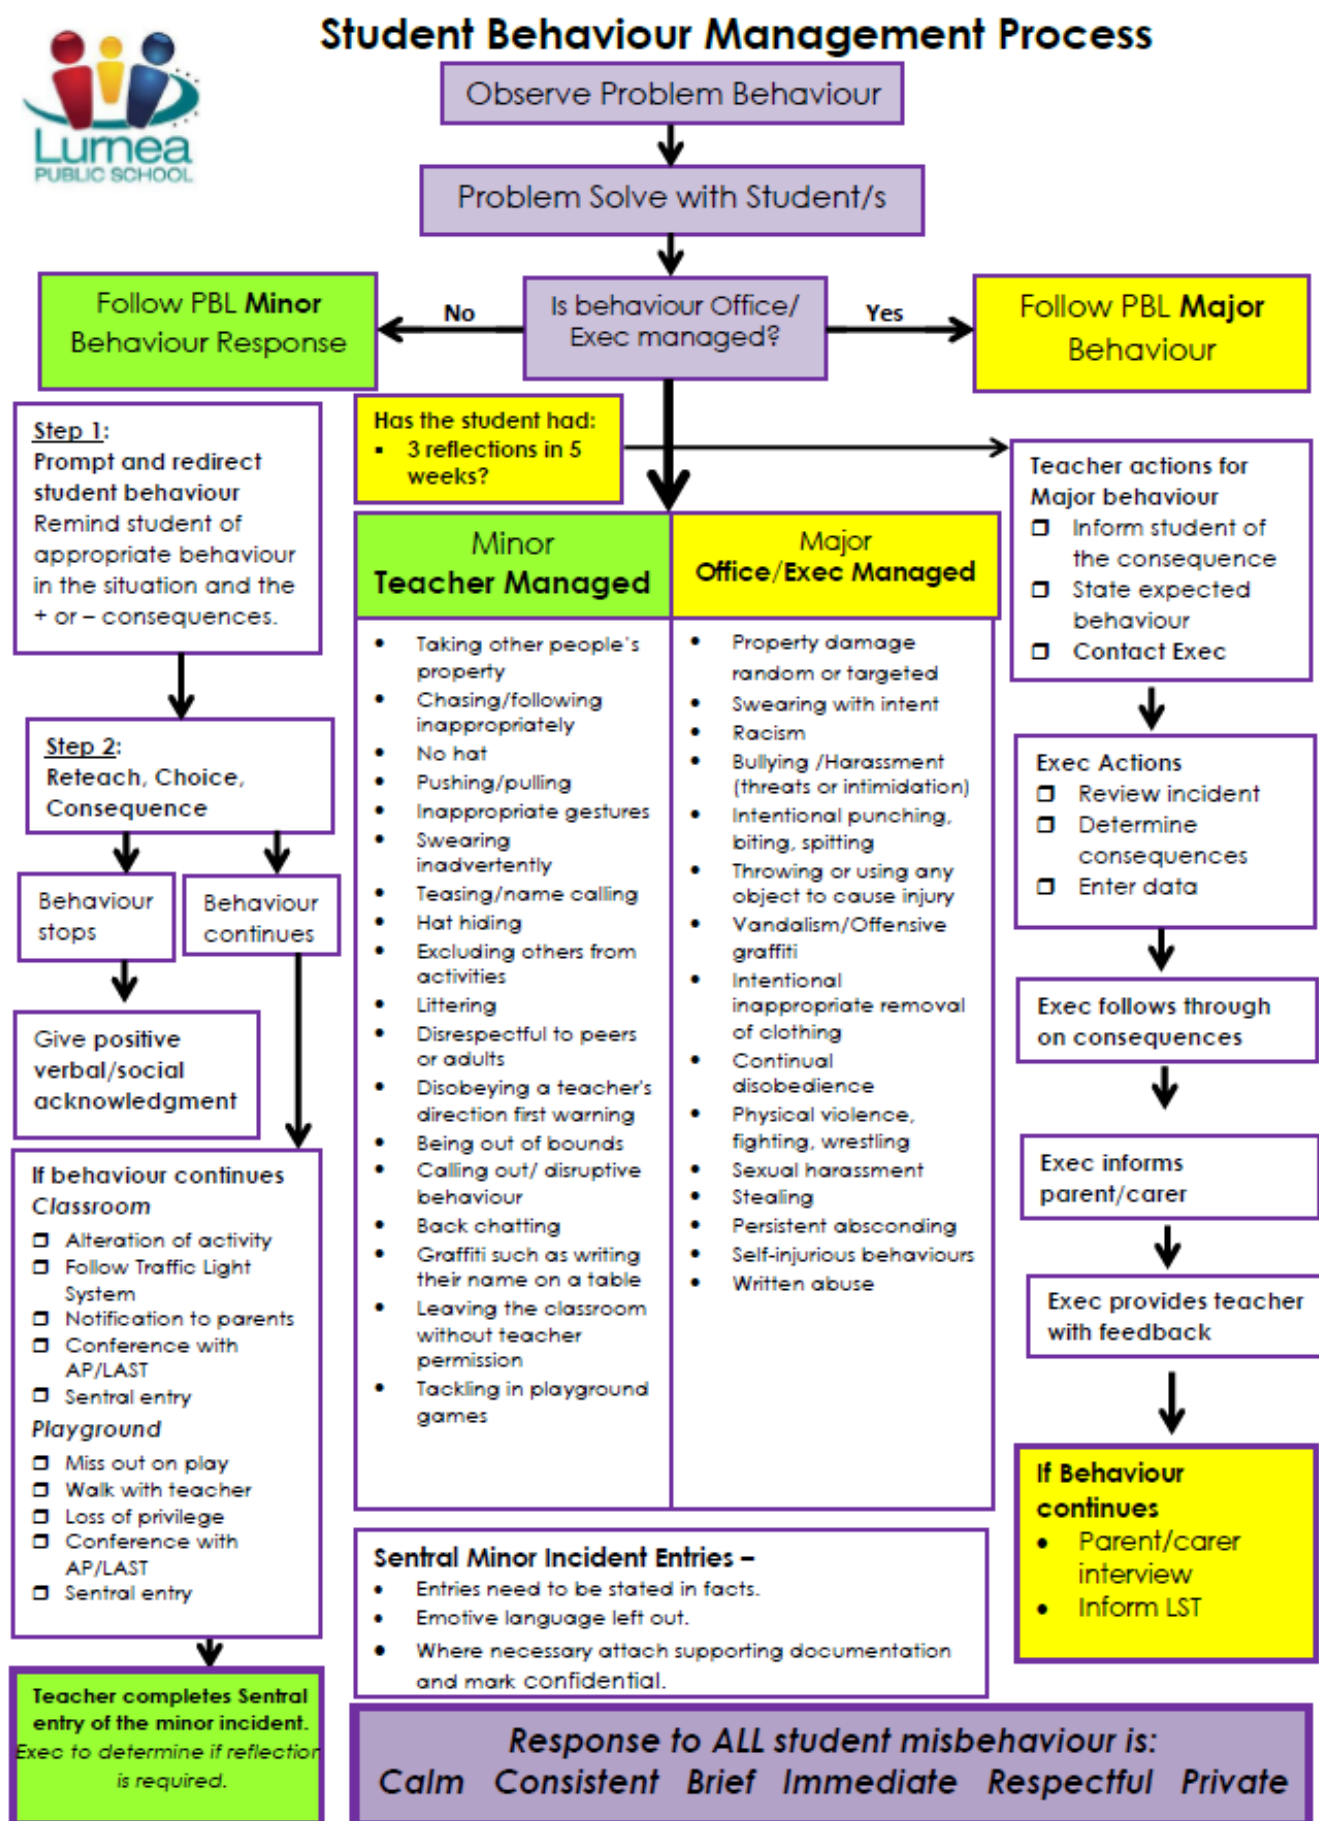 Student Behaviour Management Process
Lumea
PUBLIC SCHOOL
Observe Problem Behaviour
Problem Solve with Student/s
Follow PBL Minor
Behaviour Response
No
Is behaviour Office/
Exec managed?
Yes
Follow PBL Major
Behaviour
Step 1:
Prompt and redirect
student behaviour
Remind student of
appropriate behaviour
in the situation and the
+ or – consequences.
Step 2:
Reteach, Choice,
Consequence
Behaviour
stops
Behaviour
continues
Give positive
verbal/social
acknowledgment
If behaviour continues
Classroom
❒ Alteration of activity
❒ Follow Traffic Light
System
❒ Notification to parents
❒ Conference with
AP/LAST
❒ Sentral entry
Playground
❒ Miss out on play
❒ Walk with teacher
❒ Loss of privilege
❒ Conference with
AP/LAST
❒ Sentral entry
Teacher completes Sentral
entry of the minor incident.
Exec to determine if reflection
is required.
Has the student had:
▪ 3 reflections in 5
weeks?
Minor
Teacher Managed
• Taking other people's
property
• Chasing/following
inappropriately
• No hat
• Pushing/pulling
• Inappropriate gestures
• Swearing
inadvertently
• Teasing/name calling
• Hat hiding
• Excluding others from
activities
• Littering
• Disrespectful to peers
or adults
• Disobeying a teacher's
direction first warning
• Being out of bounds
• Calling out/ disruptive
behaviour
• Back chatting
• Graffiti such as writing
their name on a table
• Leaving the classroom
without teacher
permission
• Tackling in playground
games
Major
Office/Exec Managed
• Property damage
random or targeted
• Swearing with intent
• Racism
• Bullying /Harassment
(threats or intimidation)
• Intentional punching,
biting, spitting
• Throwing or using any
object to cause injury
• Vandalism/Offensive
graffiti
• Intentional
inappropriate removal
of clothing
• Continual
disobedience
• Physical violence,
fighting, wrestling
• Sexual harassment
• Stealing
• Persistent absconding
• Self-injurious behaviours
• Written abuse
Sentral Minor Incident Entries –
• Entries need to be stated in facts.
• Emotive language left out.
• Where necessary attach supporting documentation
and mark confidential.
Teacher actions for
Major behaviour
❒ Inform student of
the consequence
❒ State expected
behaviour
❒ Contact Exec
Exec Actions
❒ Review incident
❒ Determine
consequences
❒ Enter data
Exec follows through
on consequences
Exec informs
parent/carer
Exec provides teacher
with feedback
If Behaviour
continues
• Parent/carer
interview
• Inform LST
Response to ALL student misbehaviour is:
Calm Consistent Brief Immediate Respectful Private